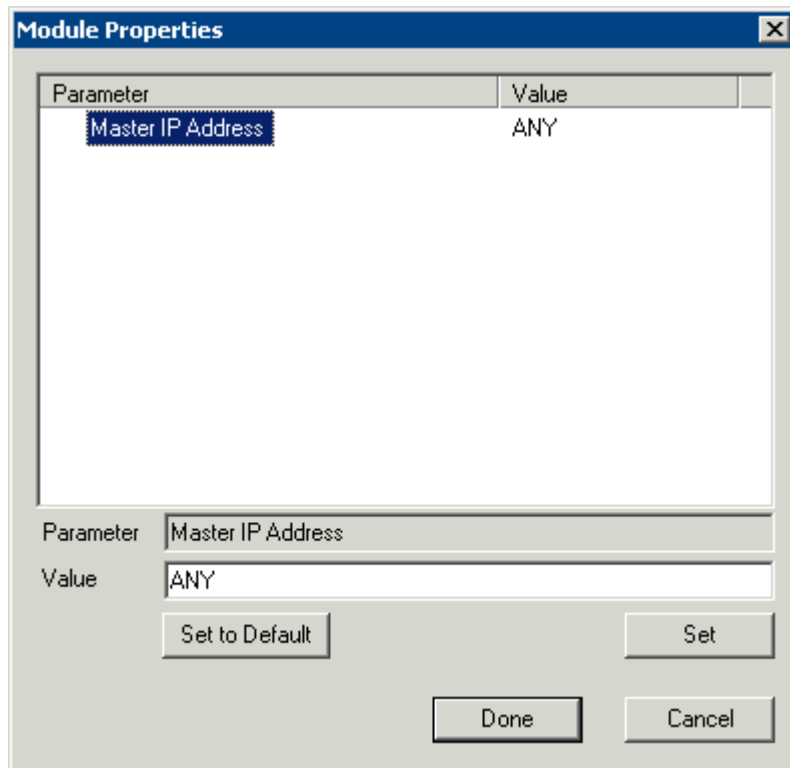 Module Properties
Parameter Value
Master IP Address ANY
Parameter Master IP Address
Value ANY
Set to Default Set
Done Cancel